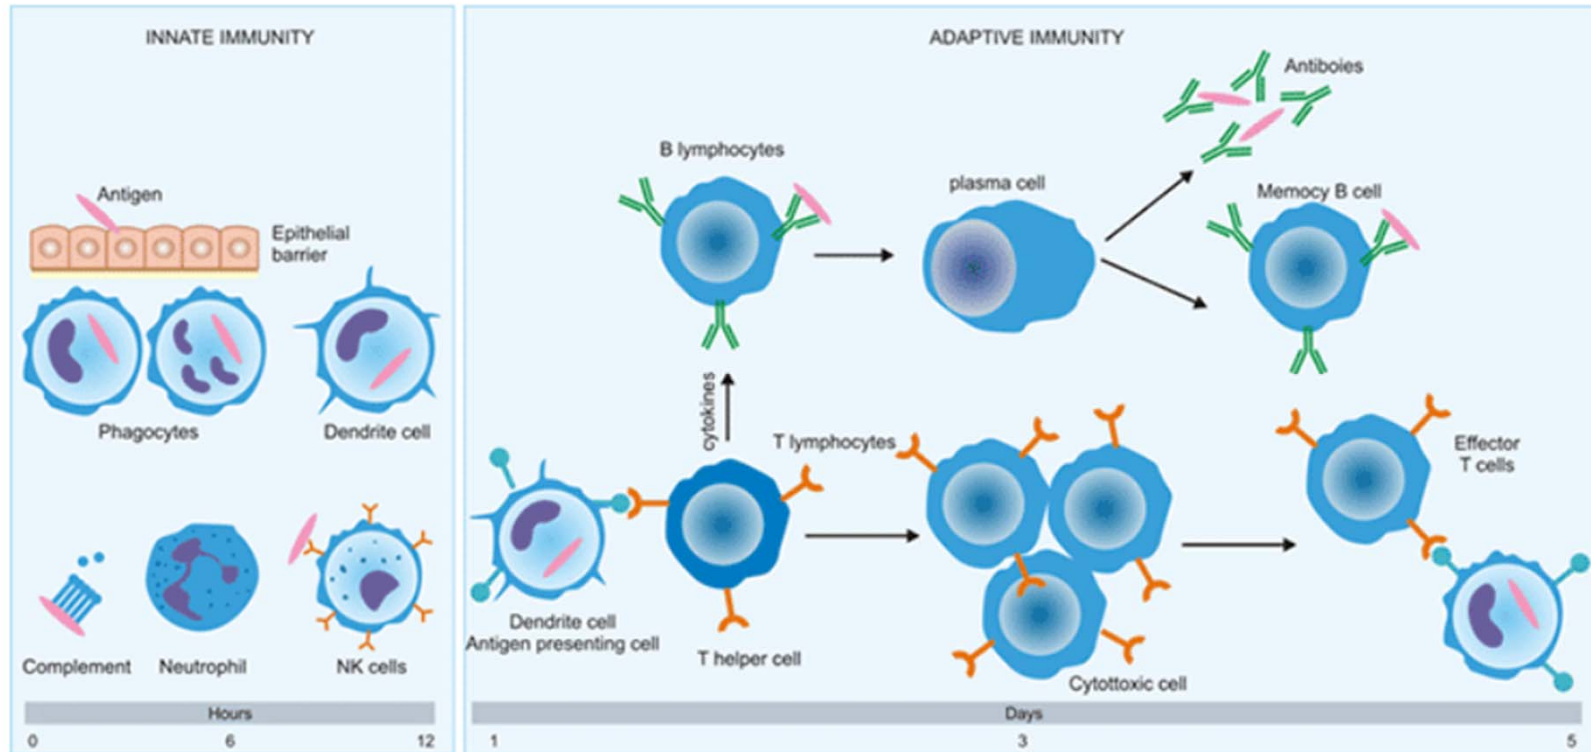 INNATE IMMUNITY
Antigen
Epithelial
barrier
Phagocytes
Dendrite cell
Complement
Neutrophil
NK cells
Hours
0
6
12
ADAPTIVE IMMUNITY
Antiboies
B lymphocytes
plasma cell
Memocy B cell
cytokines
T lymphocytes
Effector
T cells
Dendrite cell
Antigen presenting cell
T helper cell
Cytottoxic cell
Days
1
3
5